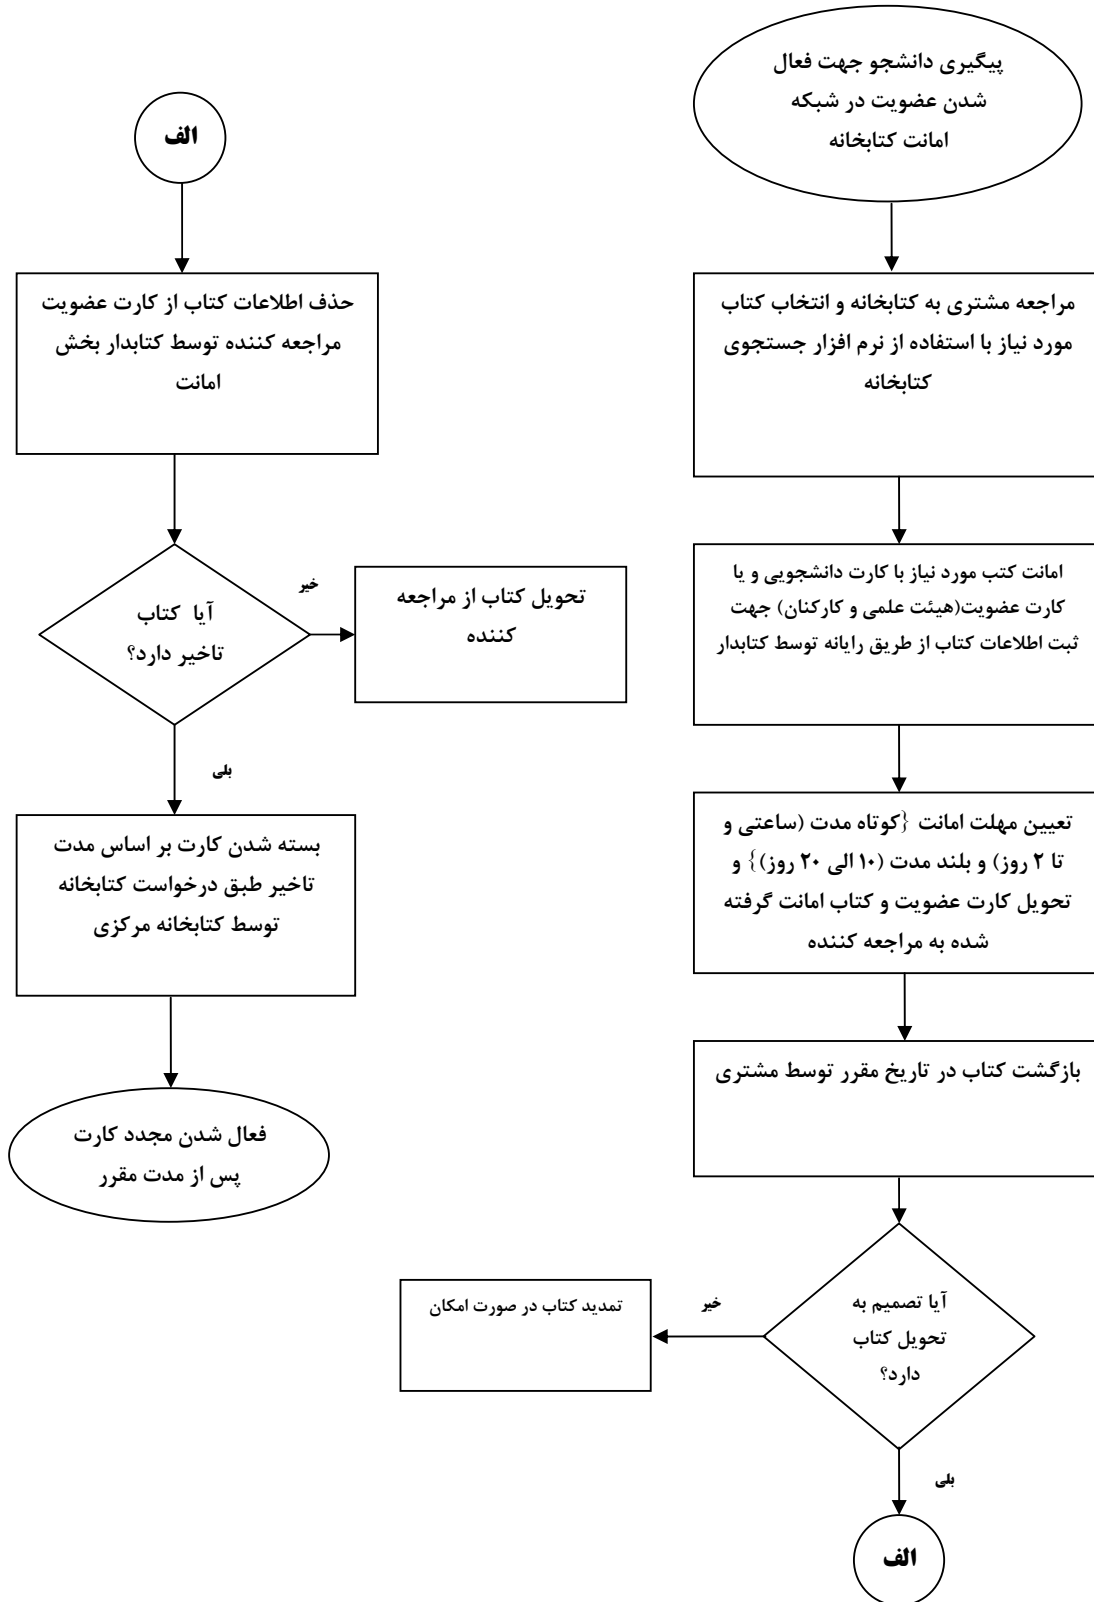 پیگیری دانشجو جهت فعال
شدن عضویت در شبکه
امانت کتابخانه
مراجعه مشتری به کتابخانه و انتخاب کتاب
مورد نیاز با استفاده از نرم افزار جستجوی
کتابخانه
امانت کتب مورد نیاز با کارت دانشجویی و یا
کارت عضویت(هیئت علمی و کارکنان) جهت
ثبت اطلاعات کتاب از طریق رایانه توسط کتابدار
تعیین مهلت امانت {کوتاه مدت (ساعتی و
تا ۲ روز) و بلند مدت (۱۰ الی ۲۰ روز)} و
تحویل کارت عضویت و کتاب امانت گرفته
شده به مراجعه کننده
بازگشت کتاب در تاریخ مقرر توسط مشتری
آیا تصمیم به
تحویل کتاب
دارد؟
خیر
تمدید کتاب در صورت امکان
بلی
الف
الف
حذف اطلاعات کتاب از کارت عضویت
مراجعه کننده توسط کتابدار بخش
امانت
آیا کتاب
تاخیر دارد؟
خیر
تحویل کتاب از مراجعه
کننده
بلی
بسته شدن کارت بر اساس مدت
تاخیر طبق درخواست کتابخانه
توسط کتابخانه مرکزی
فعال شدن مجدد کارت
پس از مدت مقرر